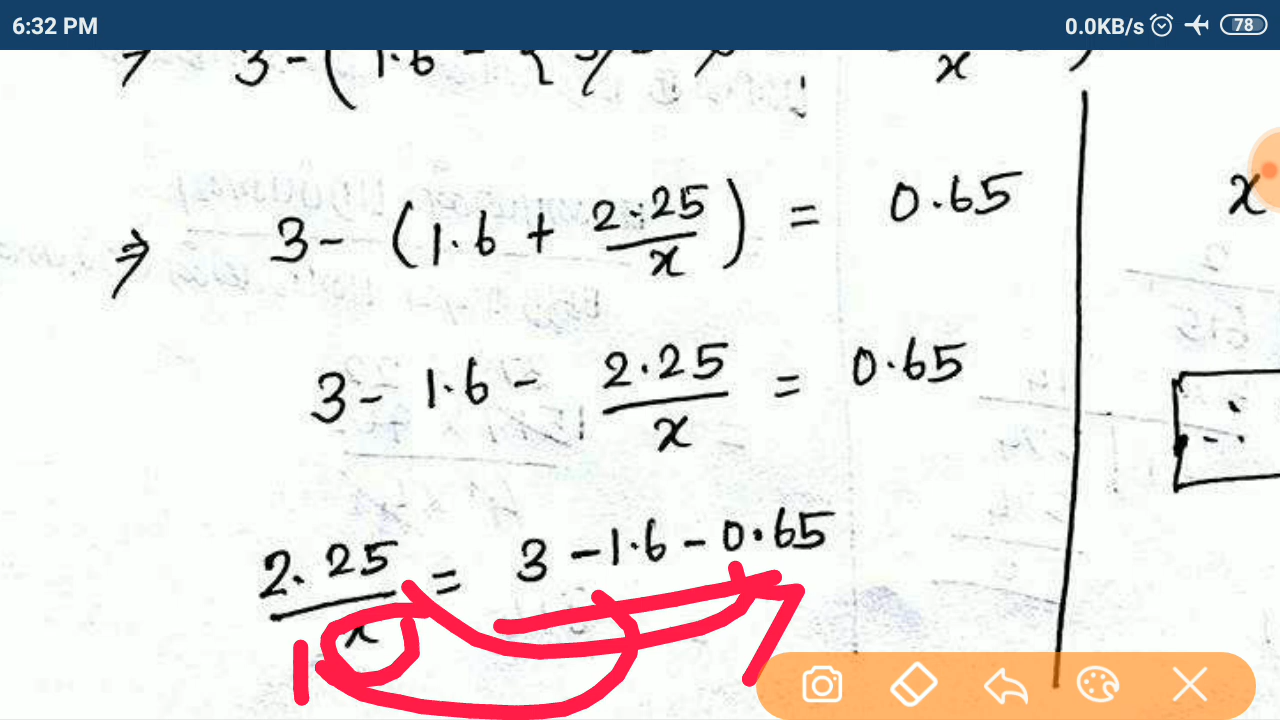 6:32 PM 0.0KB/s 78
⇒ 3 - (1.6 + 2.25/x) = 0.65
x
3 - 1.6 - 2.25/x = 0.65
2.25/x = 3 - 1.6 - 0.65